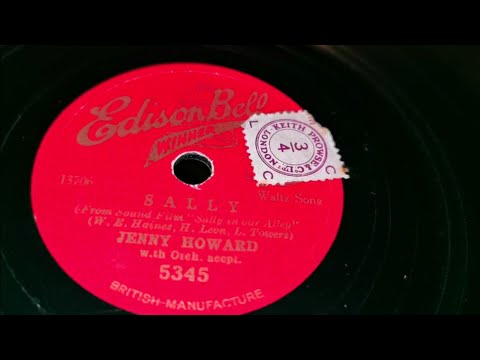 Edison Bell
WINNER
13706
SALLY
Waltz Song
(From Sound Film "Sally in our Alley")
(W. E. Haines, H. Leon, L. Towers)
JENNY HOWARD
with Orch. accpt.
5345
BRITISH-MANUFACTURE
KEITH PROWSE & Co Ltd LONDON
3/4
L
C
C